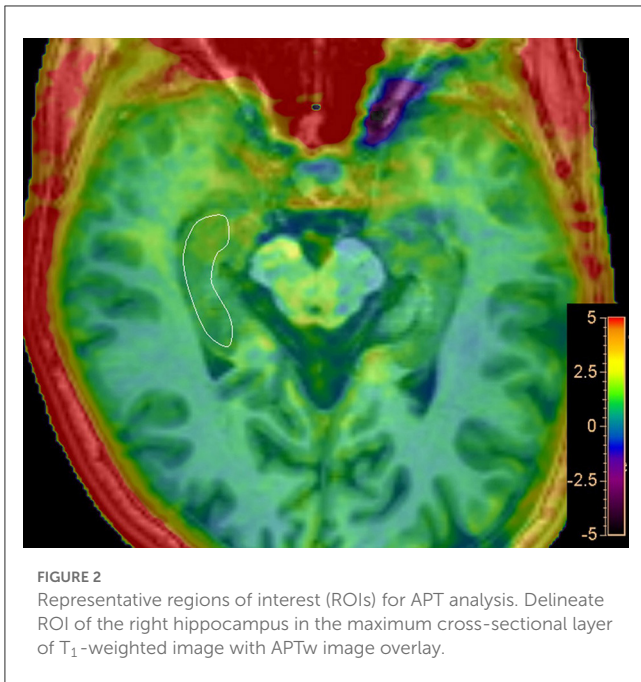 5
2.5
0
-2.5
-5
FIGURE 2
Representative regions of interest (ROIs) for APT analysis. Delineate
ROI of the right hippocampus in the maximum cross-sectional layer
of T₁-weighted image with APTw image overlay.